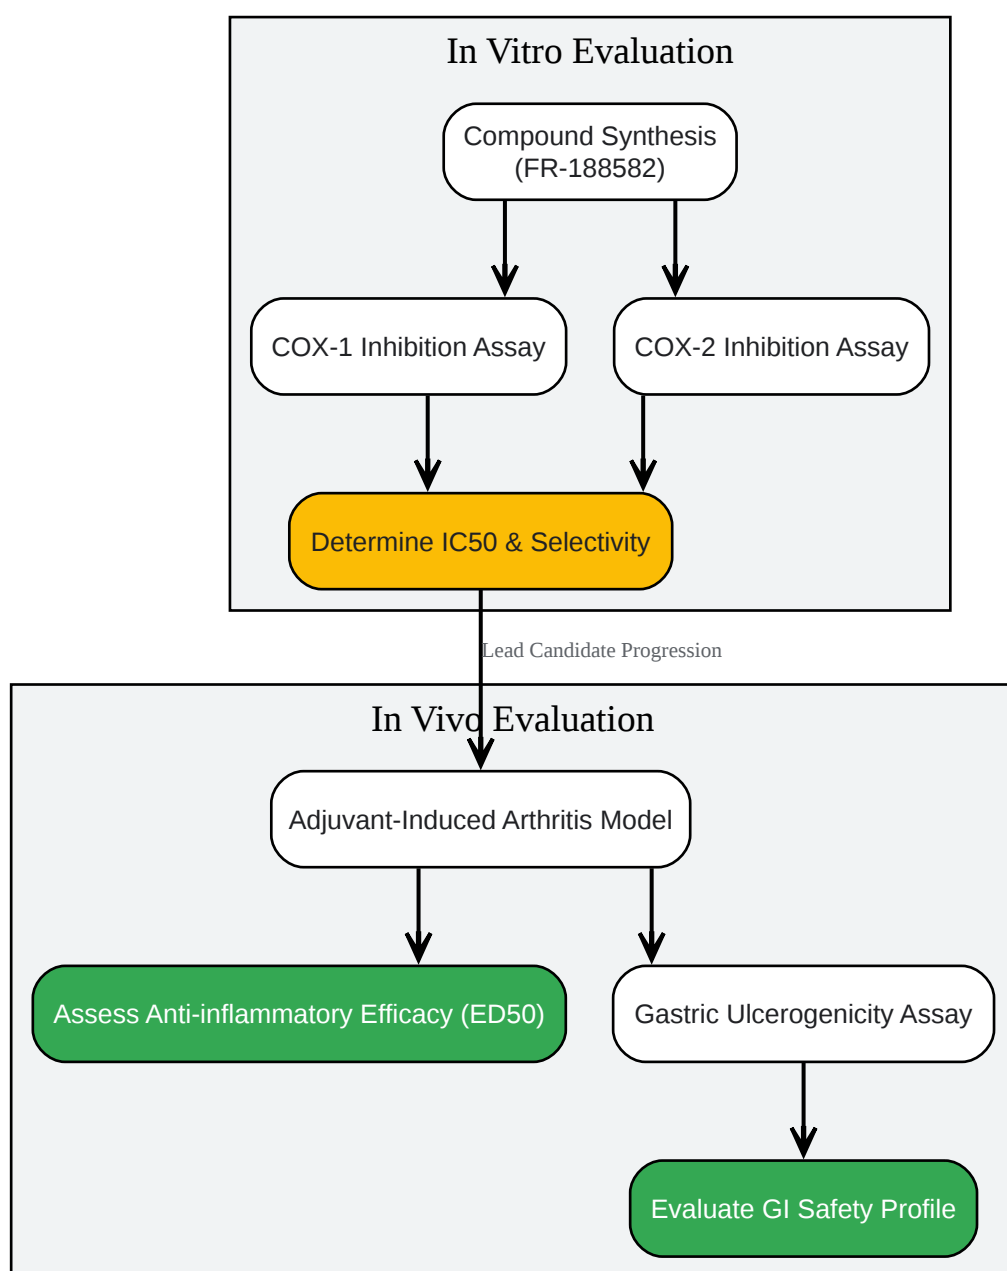 In Vitro Evaluation
Compound Synthesis
(FR-188582)
COX-1 Inhibition Assay
COX-2 Inhibition Assay
Determine IC50 & Selectivity
Lead Candidate Progression
In Vivo Evaluation
Adjuvant-Induced Arthritis Model
Assess Anti-inflammatory Efficacy (ED50)
Gastric Ulcerogenicity Assay
Evaluate GI Safety Profile